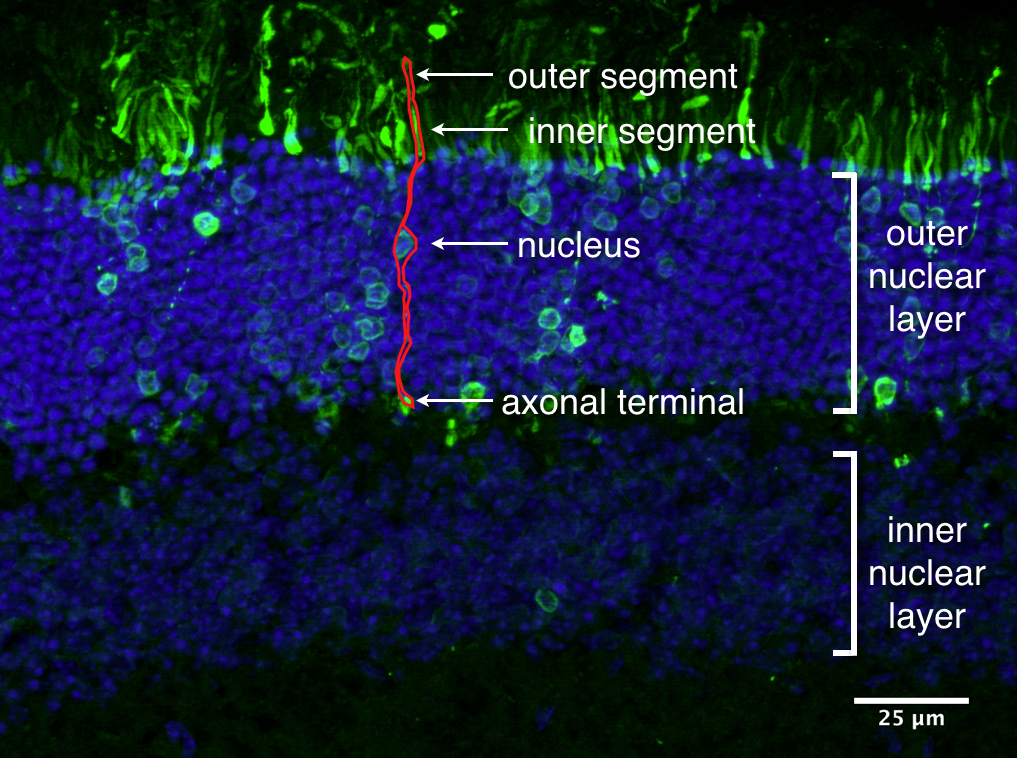 outer segment
inner segment
nucleus
axonal terminal
outer
nuclear
layer
inner
nuclear
layer
25 µm